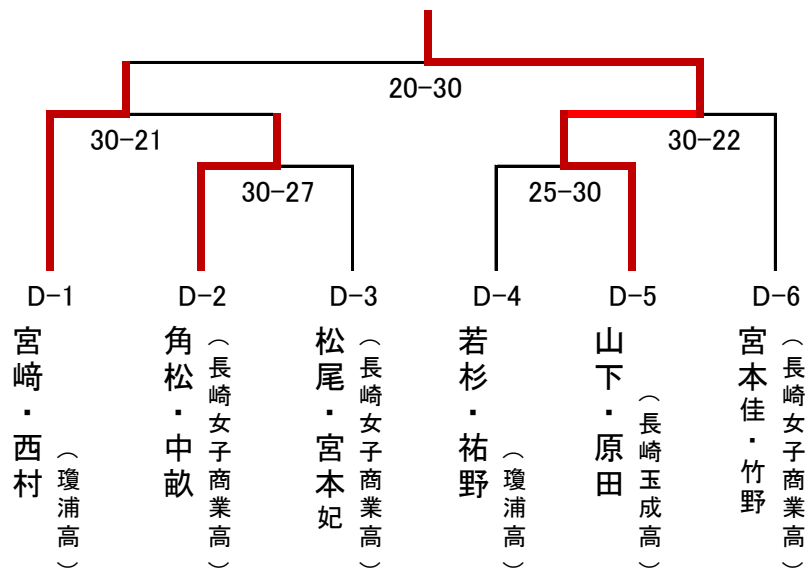 20-30
30-21
30-22
30-27
25-30
D-1
D-2
D-3
D-4
D-5
D-6
宮﨑・西村
（瓊浦高）
角松・中畝
（長崎女子商業高）
松尾・宮本妃
（長崎女子商業高）
若杉・祐野
（瓊浦高）
山下・原田
（長崎玉成高）
宮本佳・竹野
（長崎女子商業高）